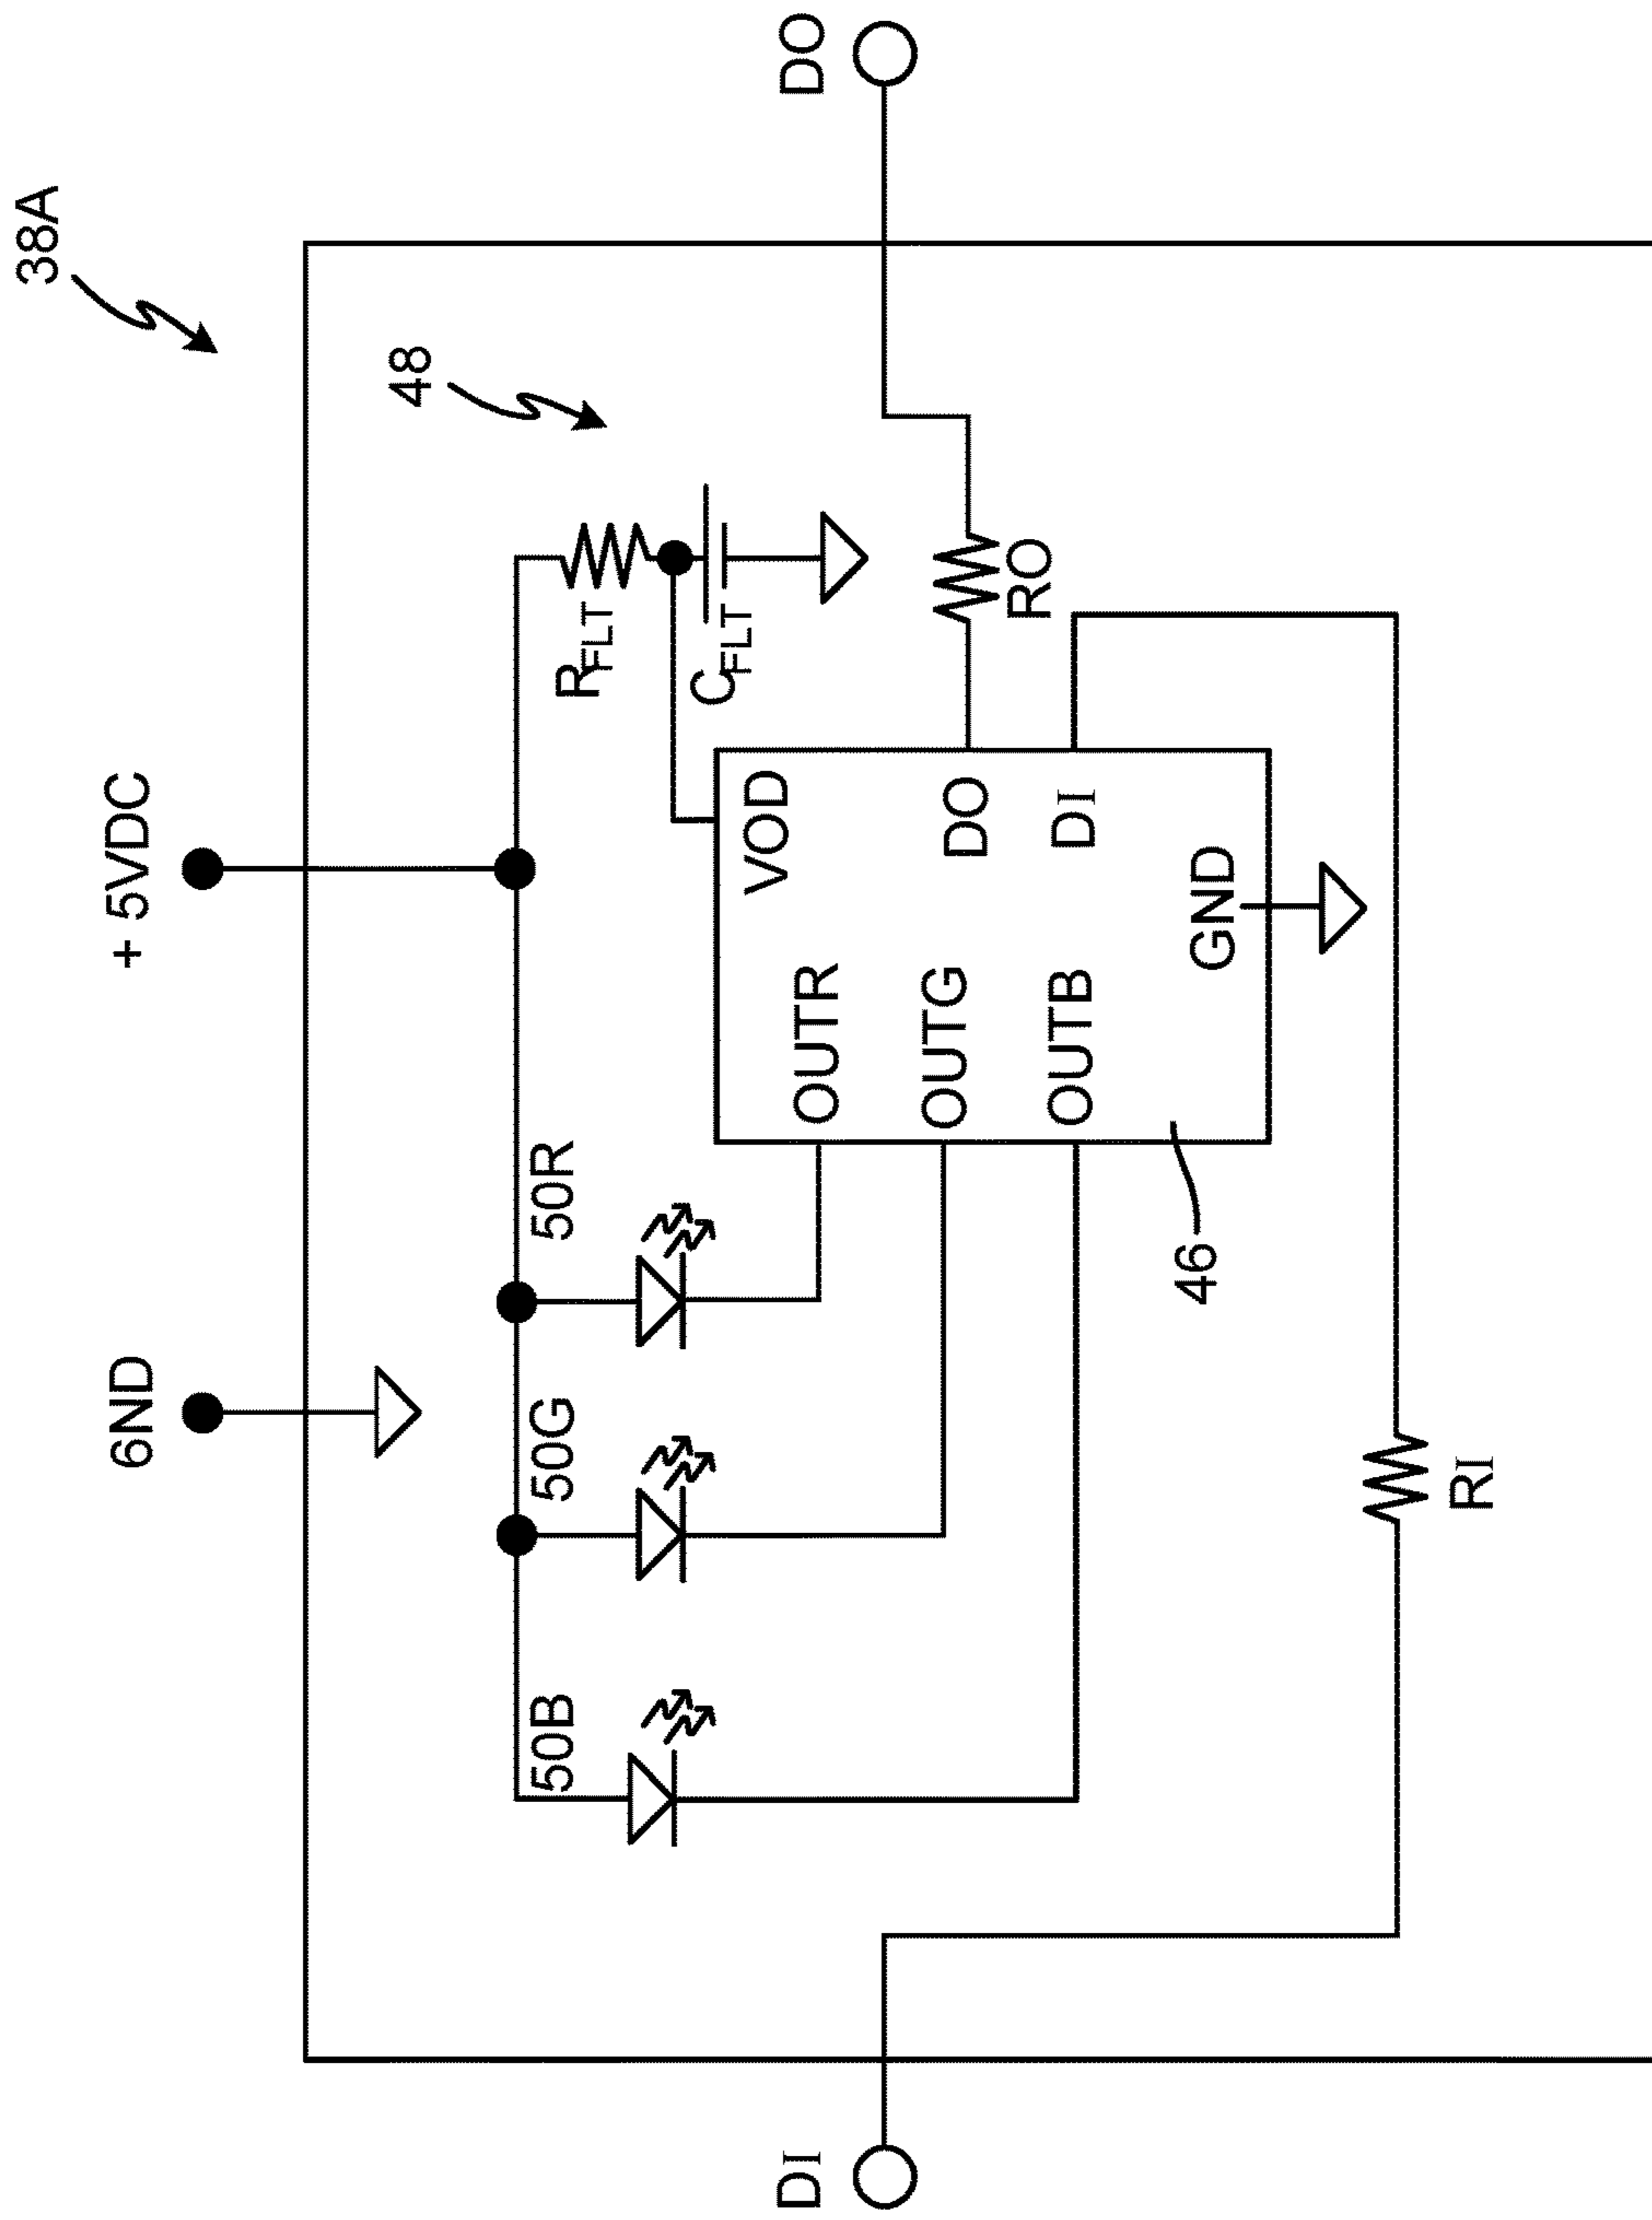 38A
6ND
+ 5VDC
48
50B
50G
50R
RFLT
CFLT
VOD
OUTR
OUTG
OUTB
DO
DI
GND
RO
46
RI
DI
DO